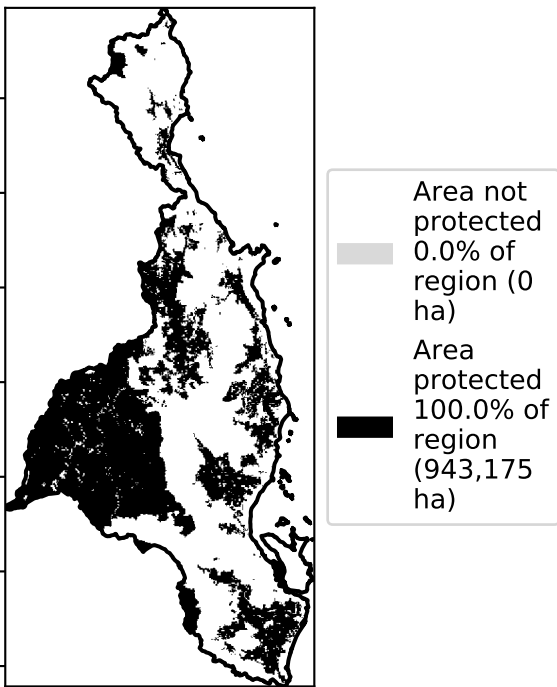 Area not
protected
0.0% of
region (0
ha)
Area
protected
100.0% of
region
(943,175
ha)